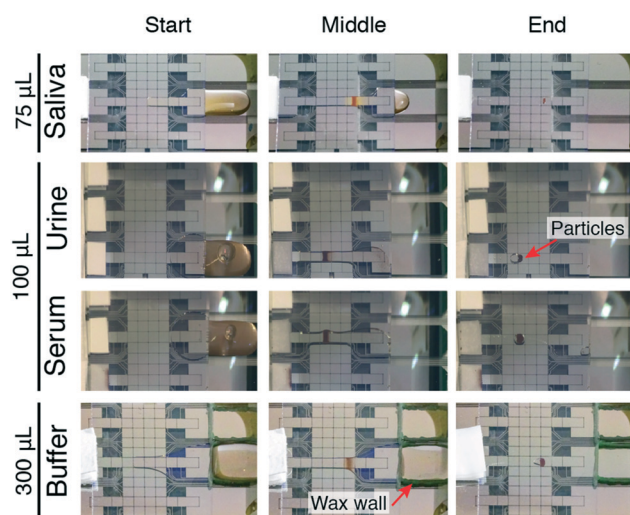 Start Middle End
75 µL
Saliva
100 µL
Urine
Particles
Serum
300 µL
Buffer
Wax wall